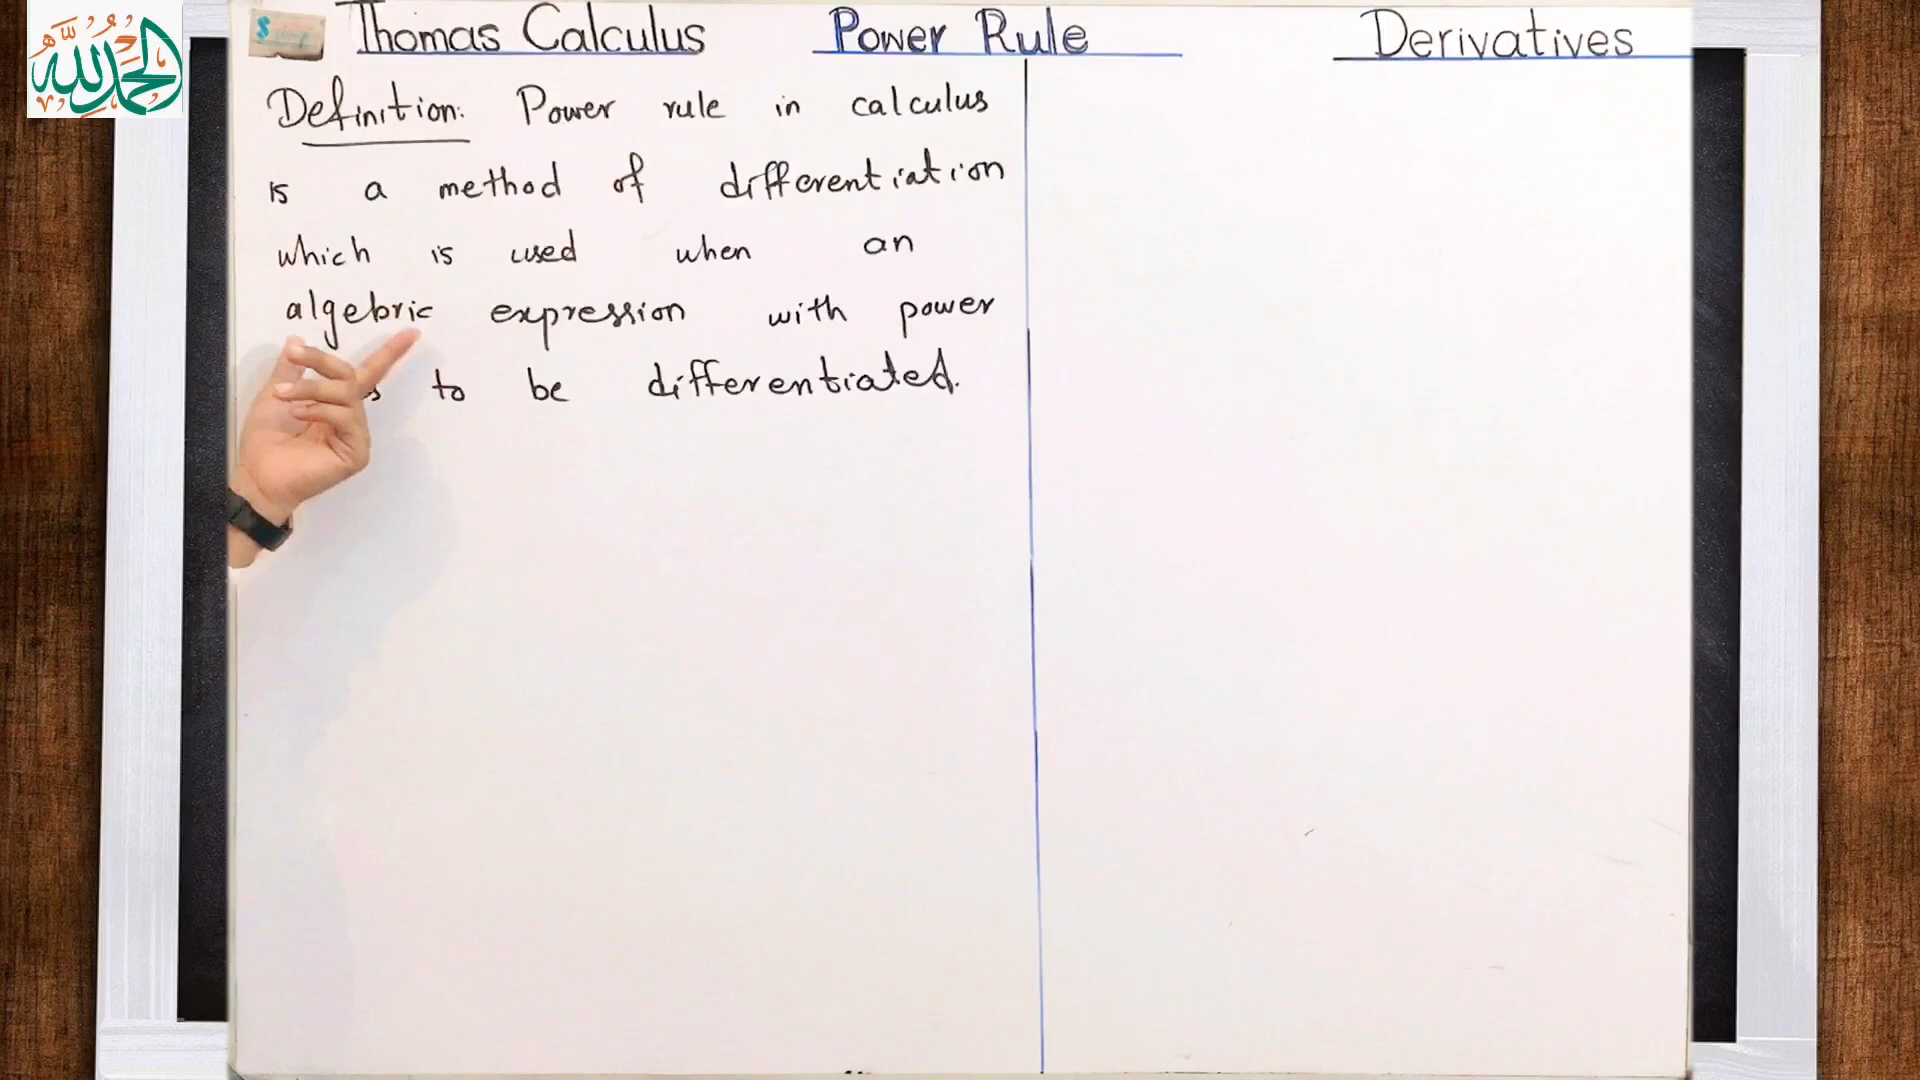 الحمد لله
Thomas Calculus Power Rule Derivatives
Definition: Power rule in calculus
is a method of differentiation
which is used when an
algebric expression with power
to be differentiated.